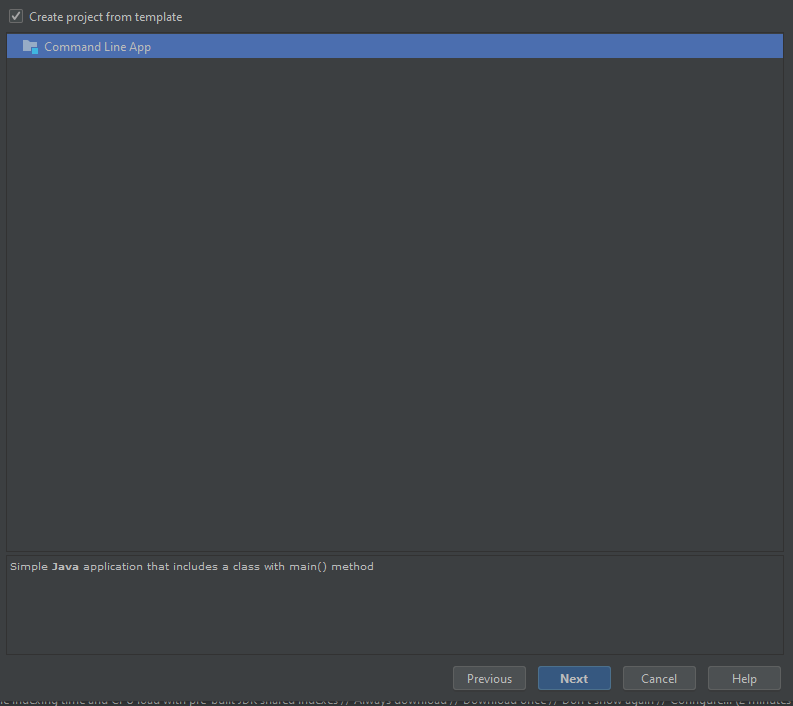 Create project from template
Command Line App
Simple Java application that includes a class with main() method
Previous
Next
Cancel
Help
indexing time and CPU load with pre-built JDK shared indexes // Always download // Download once // Don't show again // Configure... (2 minutes